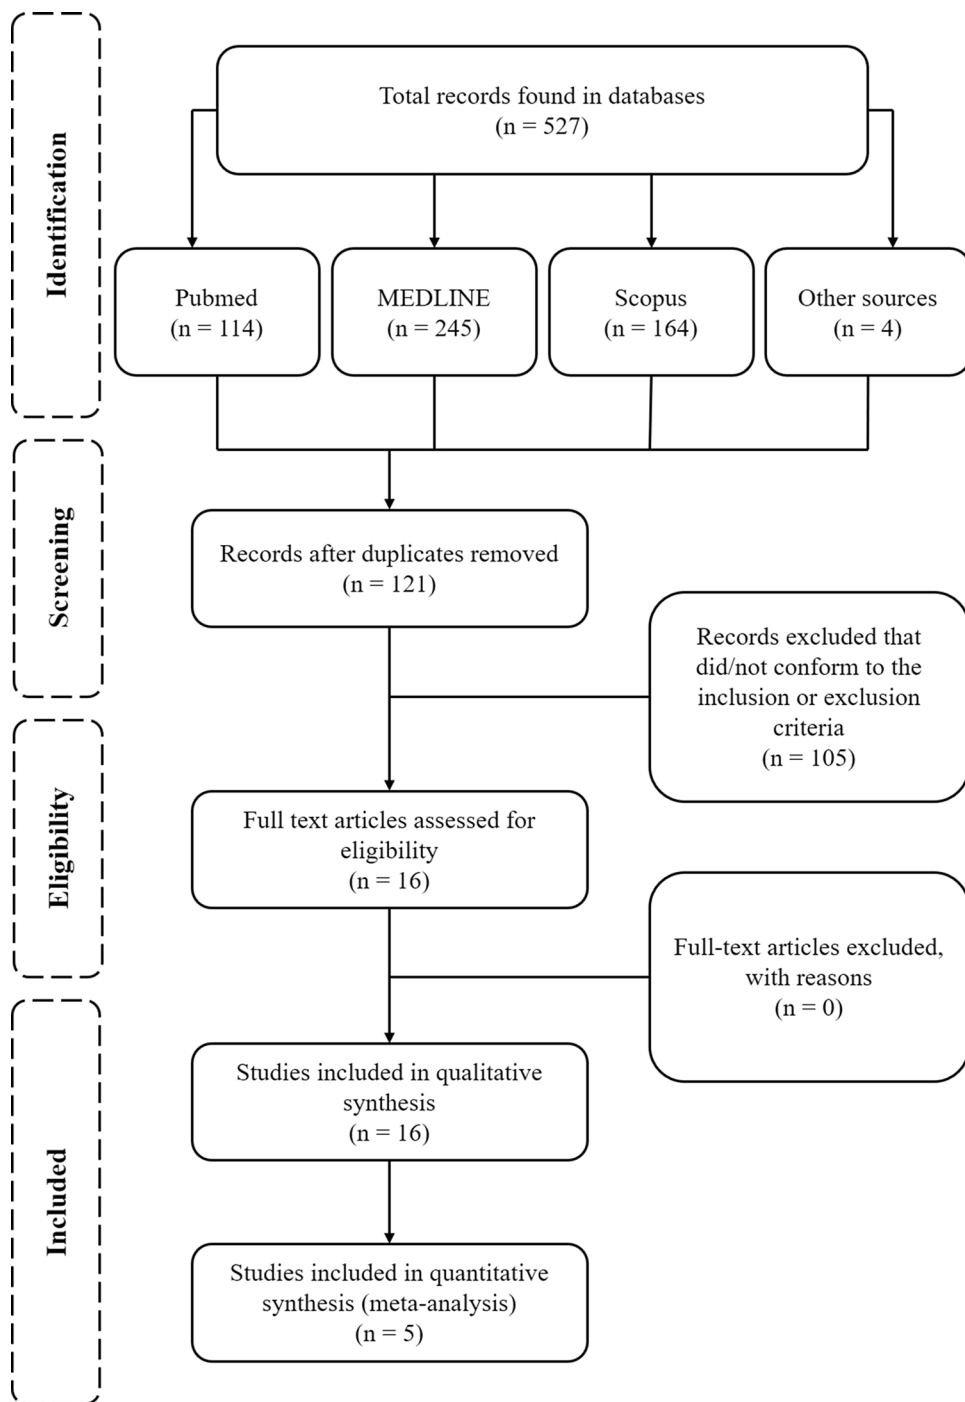 Identification
Total records found in databases
(n = 527)
Pubmed
(n = 114)
MEDLINE
(n = 245)
Scopus
(n = 164)
Other sources
(n = 4)
Screening
Records after duplicates removed
(n = 121)
Records excluded that
did/not conform to the
inclusion or exclusion
criteria
(n = 105)
Eligibility
Full text articles assessed for
eligibility
(n = 16)
Full-text articles excluded,
with reasons
(n = 0)
Included
Studies included in qualitative
synthesis
(n = 16)
Studies included in quantitative
synthesis (meta-analysis)
(n = 5)